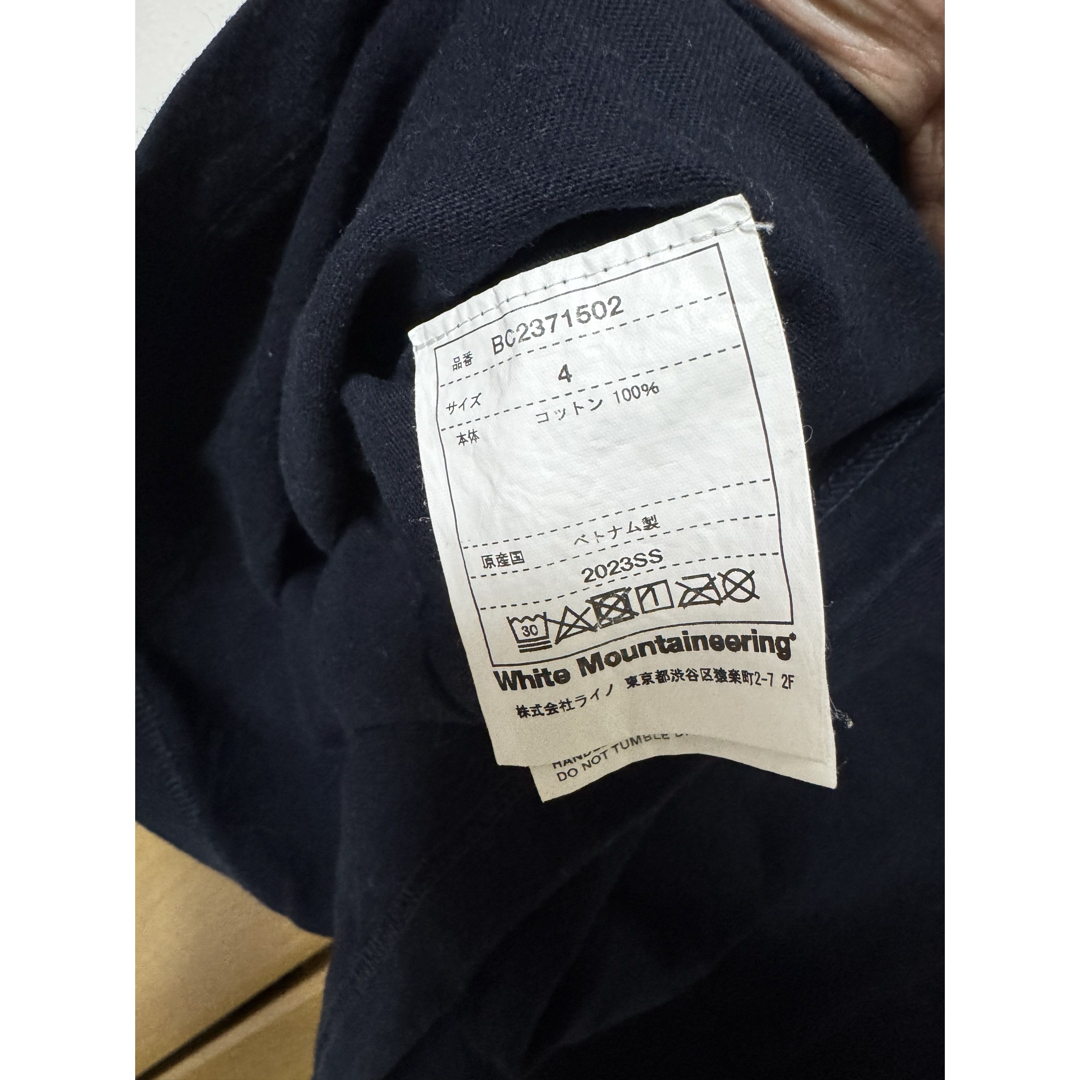 品番 BC2371502
サイズ 4
本体 コットン 100%
原産国 ベトナム製
2023SS
30
White Mountaineering
株式会社ライノ 東京都渋谷区猿楽町2-7 2F
DO NOT TUMBLE